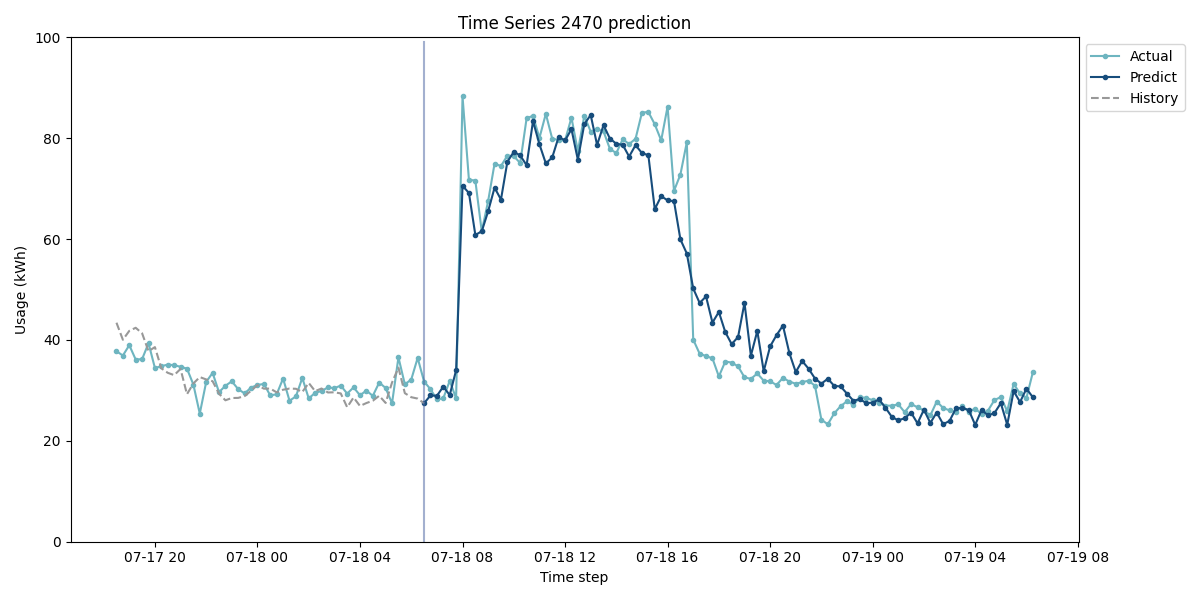 Time Series 2470 prediction
100
80
60
40
20
0
Usage (kWh)
07-17 20
07-18 00
07-18 04
07-18 08
07-18 12
07-18 16
07-18 20
07-19 00
07-19 04
07-19 08
Time step
Actual
Predict
History